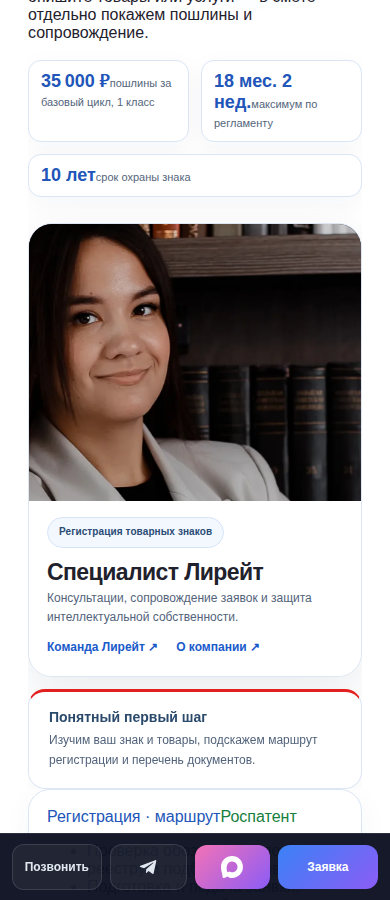 отдельно покажем пошлины и
сопровождение.
35 000 ₽пошлины за
базовый цикл, 1 класс
18 мес. 2
нед.максимум по
регламенту
10 летсрок охраны знака
Регистрация товарных знаков
Специалист Лирейт
Консультации, сопровождение заявок и защита
интеллектуальной собственности.
Команда Лирейт ↗ О компании ↗
Понятный первый шаг
Изучим ваш знак и товары, подскажем маршрут
регистрации и перечень документов.
Регистрация · маршрутРоспатент
Позвонить
Заявка